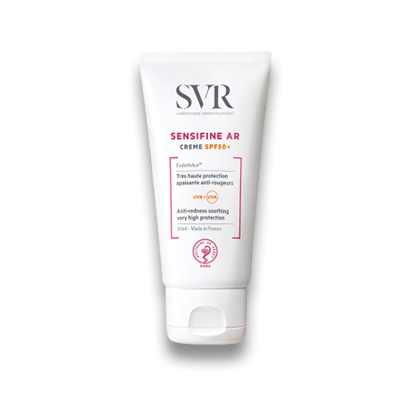 SVR
LABORATOIRE DERMATOLOGIQUE
SENSIFINE AR
CREME SPF50+
Très haute protection
apaisante anti-rougeurs
UVB + UVA
Anti-redness soothing
very high protection
50ml - Made in France
PARIS